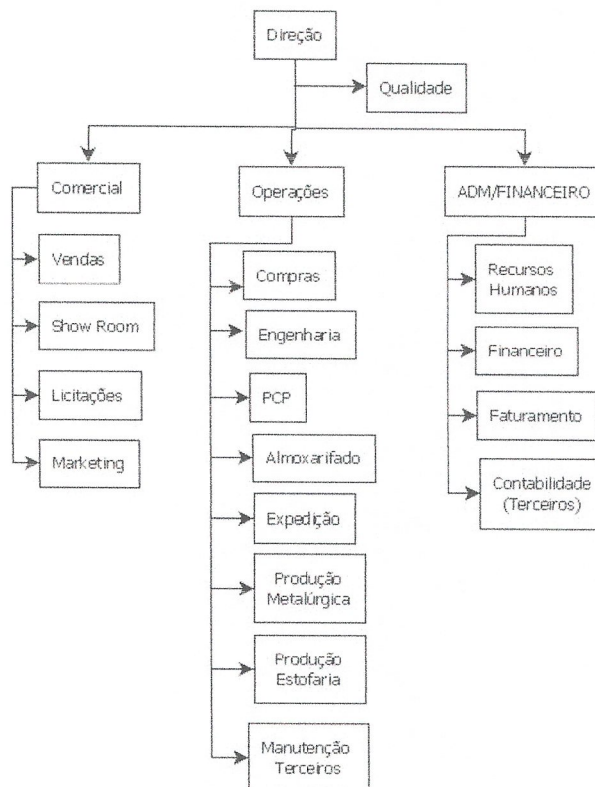 Direção
Qualidade
Comercial
Operações
ADM/FINANCEIRO
Vendas
Show Room
Licitações
Marketing
Compras
Engenharia
PCP
Almoxarifado
Expedição
Produção
Metalúrgica
Produção
Estofaria
Manutenção
Terceiros
Recursos
Humanos
Financeiro
Faturamento
Contabilidade
(Terceiros)